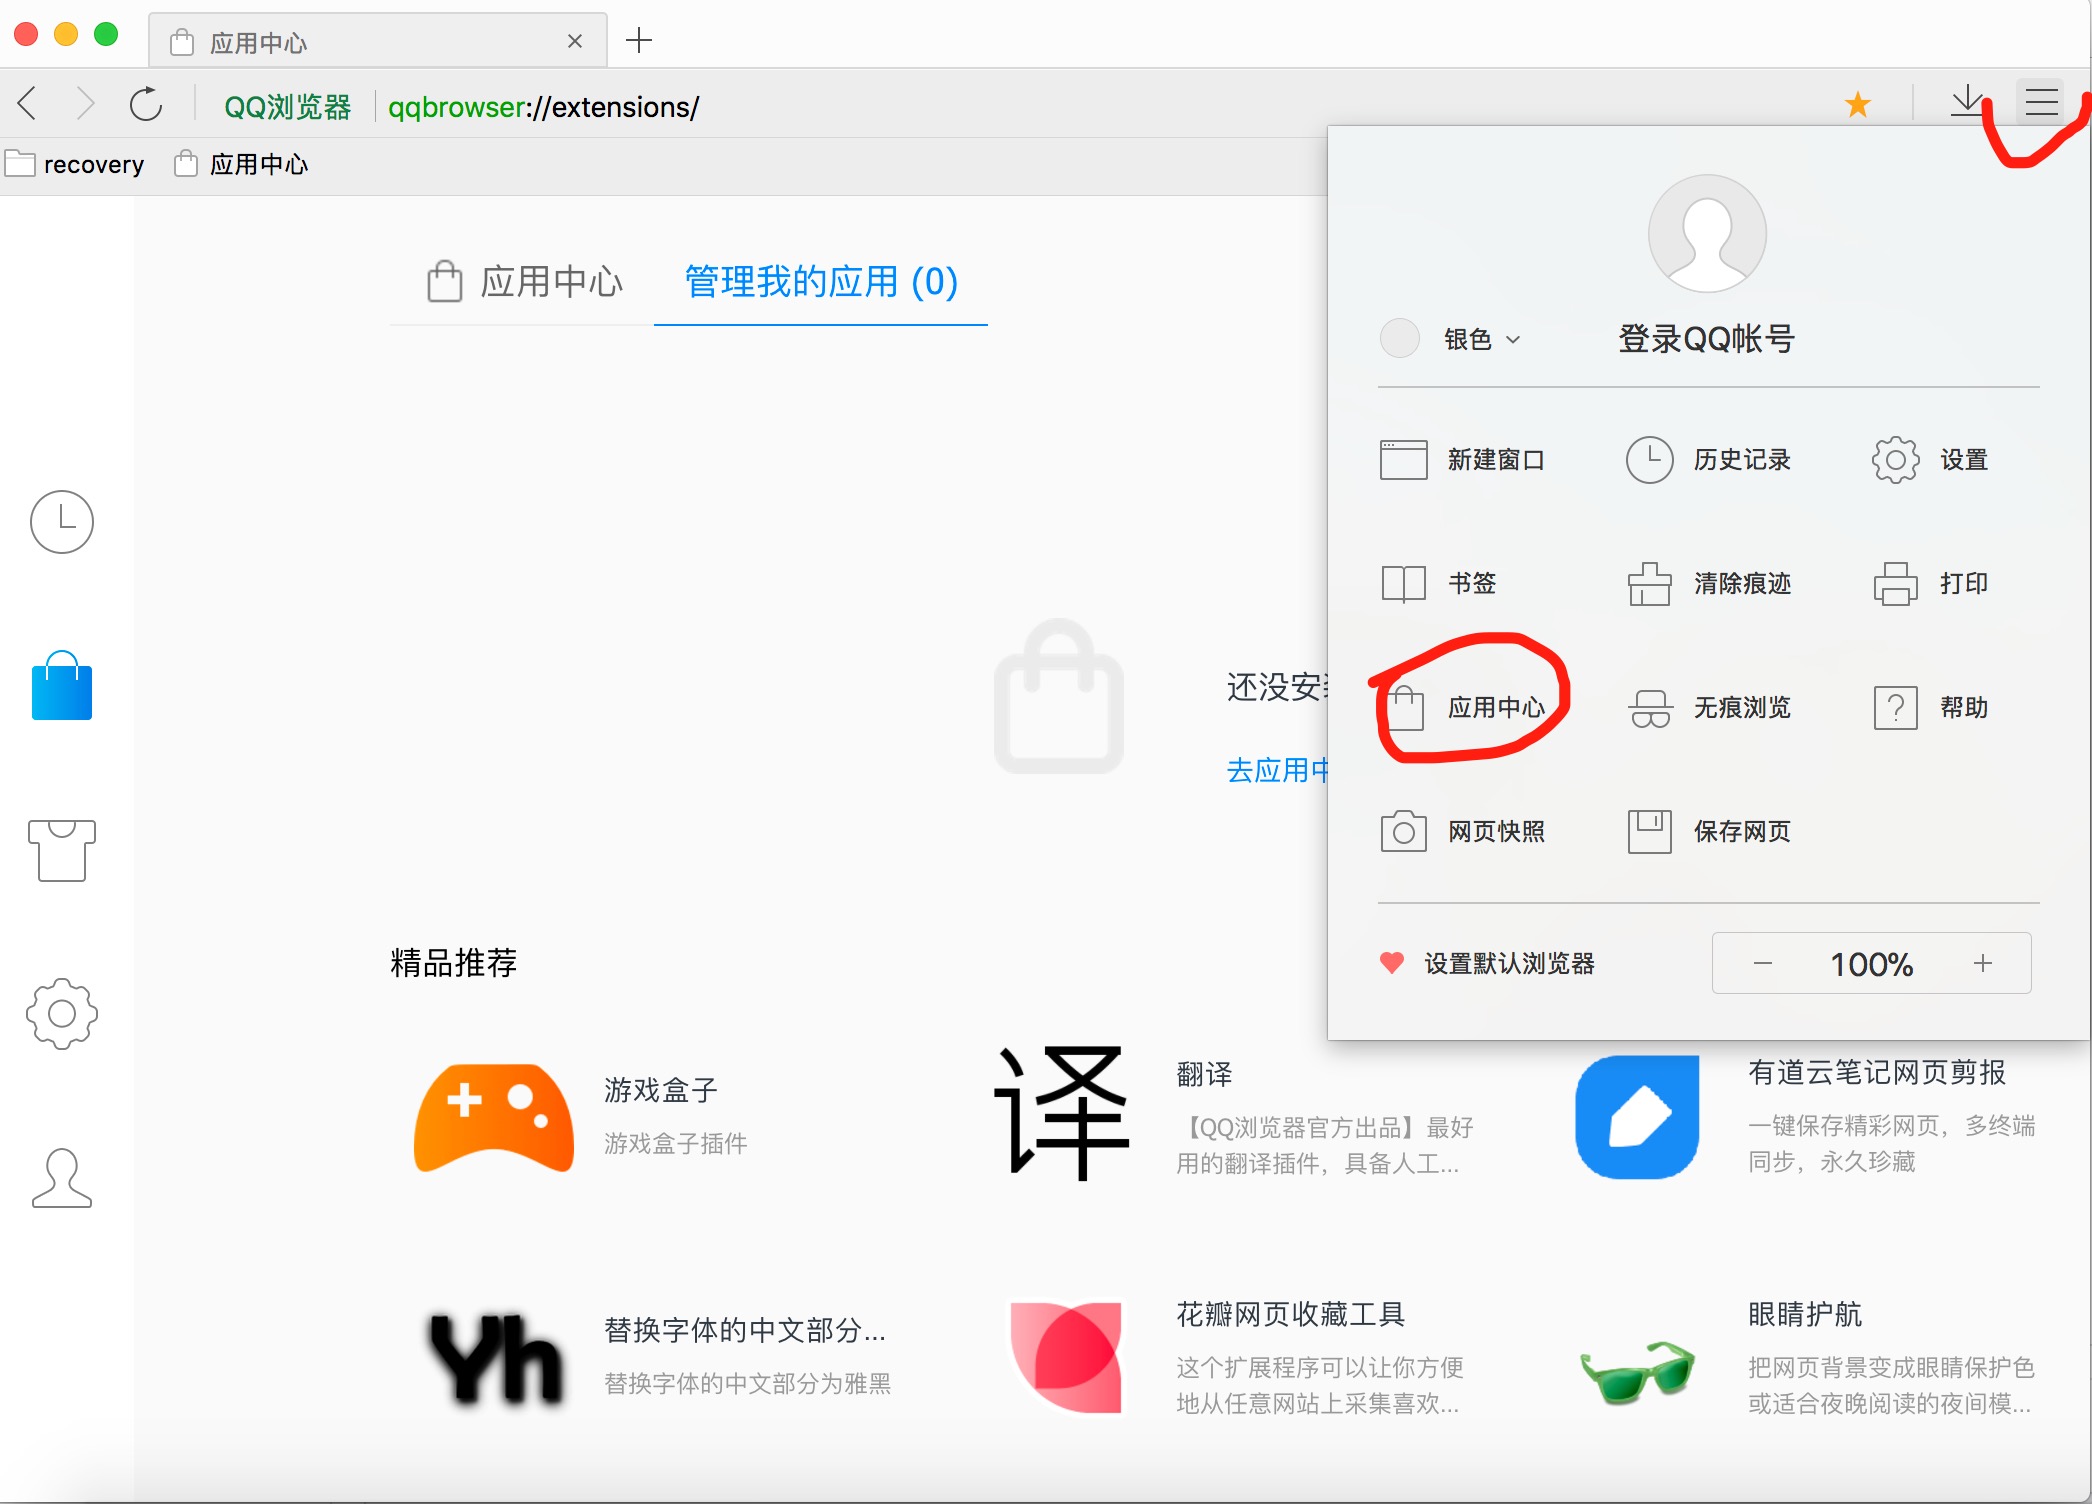 应用中心
QQ浏览器
qqbrowser://extensions/
recovery
应用中心
应用中心
管理我的应用 (0)
还没安
去应用中
登录QQ帐号
银色
新建窗口
历史记录
设置
书签
清除痕迹
打印
应用中心
无痕浏览
帮助
网页快照
保存网页
设置默认浏览器
100%
精品推荐
游戏盒子
游戏盒子插件
译
翻译
【QQ浏览器官方出品】最好
用的翻译插件，具备人工...
有道云笔记网页剪报
一键保存精彩网页，多终端
同步，永久珍藏
Yh
替换字体的中文部分...
替换字体的中文部分为雅黑
花瓣网页收藏工具
这个扩展程序可以让你方便
地从任意网站上采集喜欢...
眼睛护航
把网页背景变成眼睛保护色
或适合夜晚阅读的夜间模...